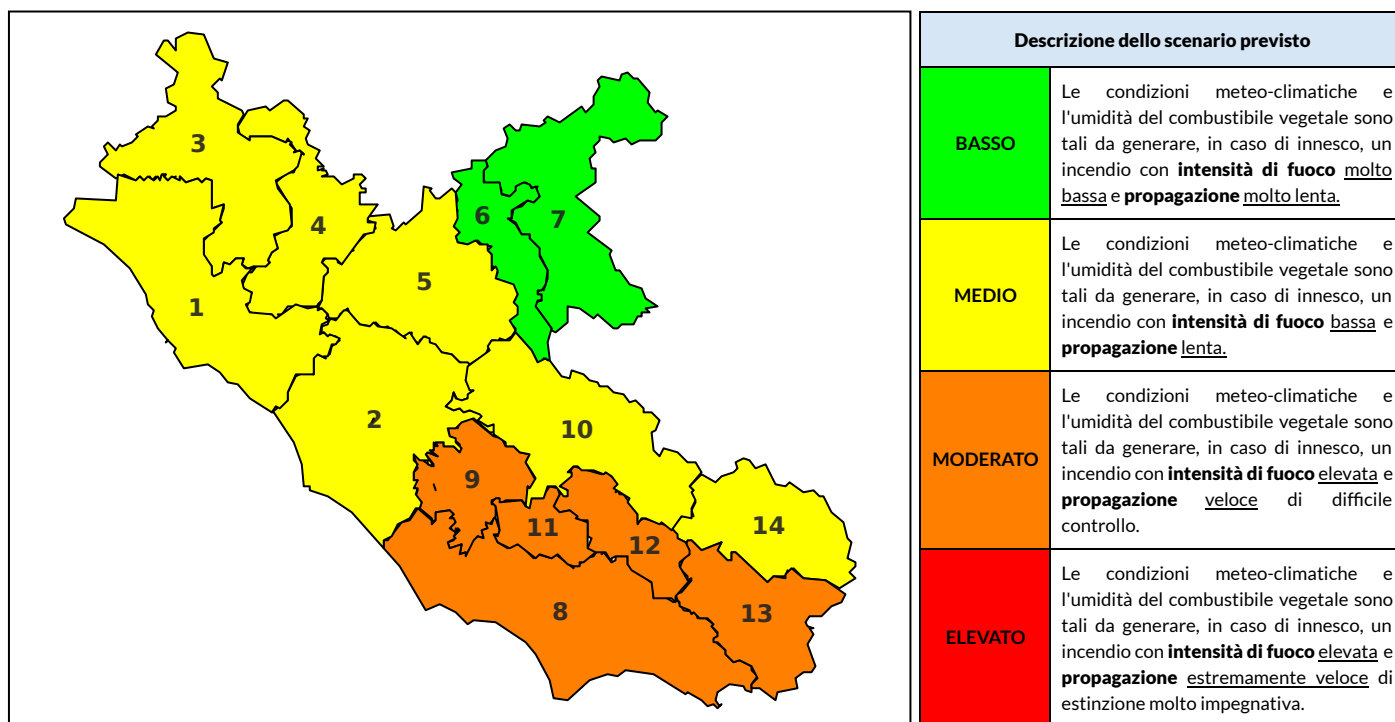 3
4
6
7
5
1
2
10
9
11
12
14
8
13
Descrizione dello scenario previsto
BASSO
Le condizioni meteo-climatiche e
l'umidità del combustibile vegetale sono
tali da generare, in caso di innesco, un
incendio con intensità di fuoco molto
bassa e propagazione molto lenta.
MEDIO
Le condizioni meteo-climatiche e
l'umidità del combustibile vegetale sono
tali da generare, in caso di innesco, un
incendio con intensità di fuoco bassa e
propagazione lenta.
MODERATO
Le condizioni meteo-climatiche e
l'umidità del combustibile vegetale sono
tali da generare, in caso di innesco, un
incendio con intensità di fuoco elevata e
propagazione veloce di difficile
controllo.
ELEVATO
Le condizioni meteo-climatiche e
l'umidità del combustibile vegetale sono
tali da generare, in caso di innesco, un
incendio con intensità di fuoco elevata e
propagazione estremamente veloce di
estinzione molto impegnativa.